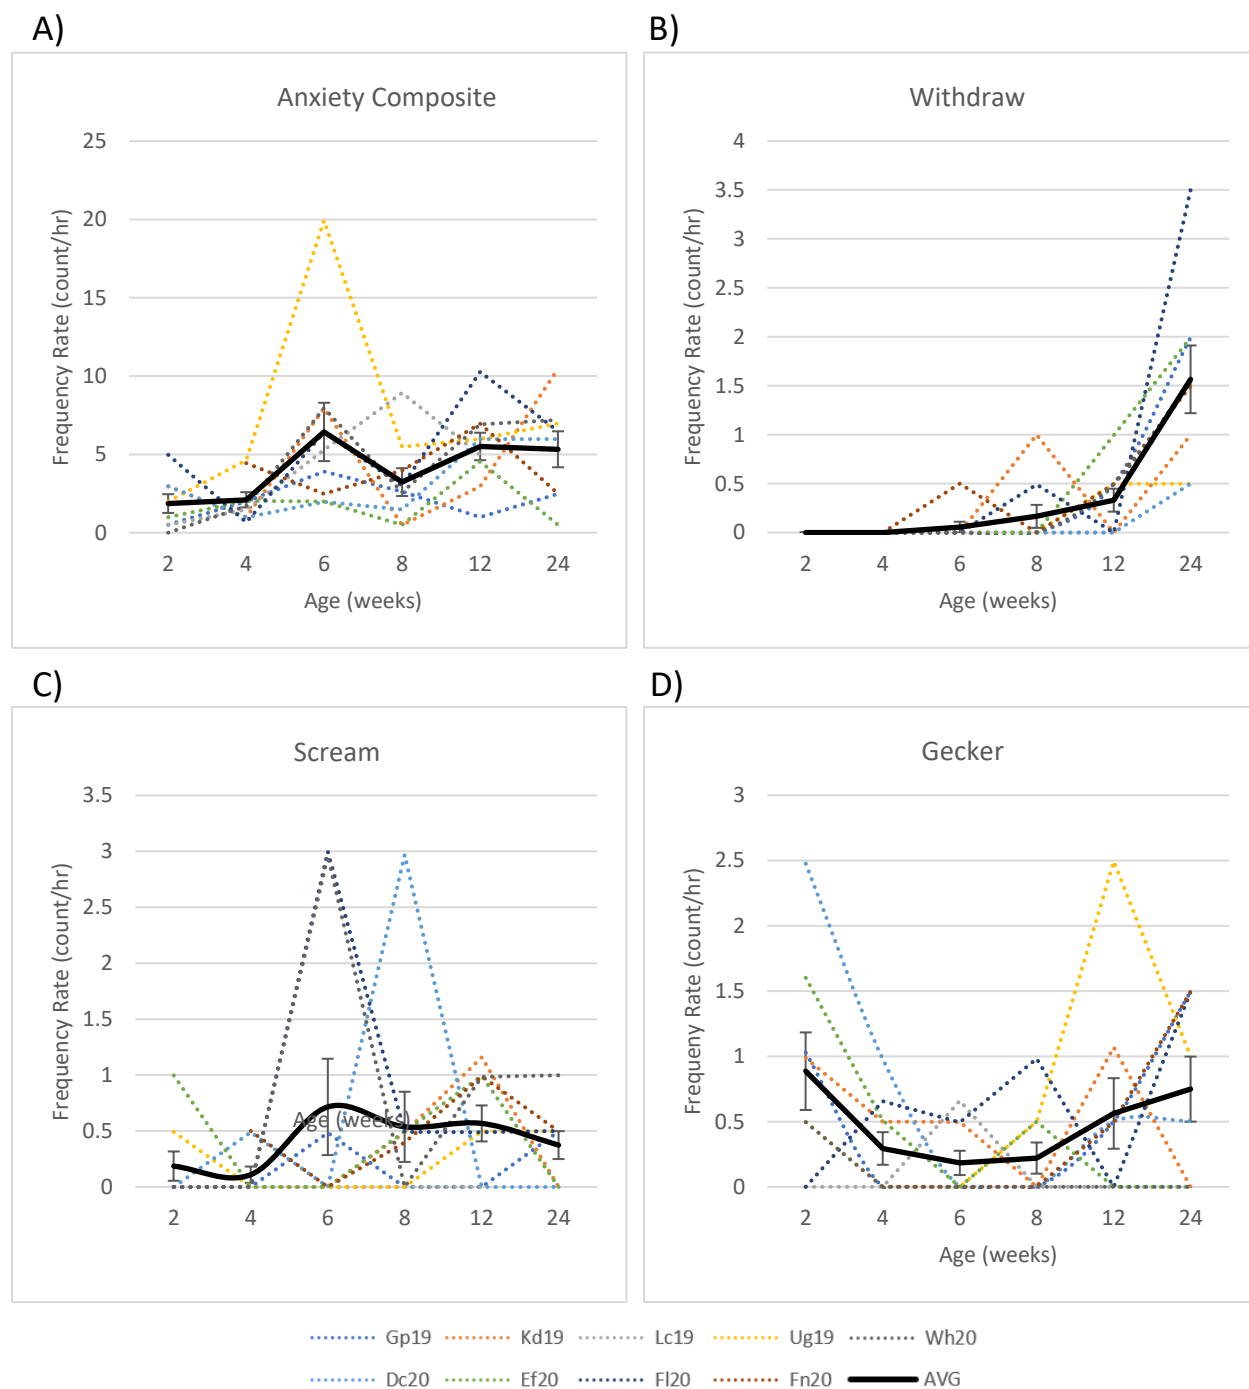 A)
Anxiety Composite
25
20
15
10
5
0
Frequency Rate (count/hr)
2 4 6 8 12 24
Age (weeks)
B)
Withdraw
4
3.5
3
2.5
2
1.5
1
0.5
0
Frequency Rate (count/hr)
2 4 6 8 12 24
Age (weeks)
C)
Scream
3.5
3
2.5
2
1.5
1
0.5
0
Frequency Rate (count/hr)
Age (weeks)
2 4 6 8 12 24
D)
Gecker
3
2.5
2
1.5
1
0.5
0
Frequeny Rate (count/hr)
2 4 6 8 12 24
Age (weeks)
Gp19 Kd19 Lc19 Ug19 Wh20
Dc20 Ef20 Fl20 Fn20 AVG